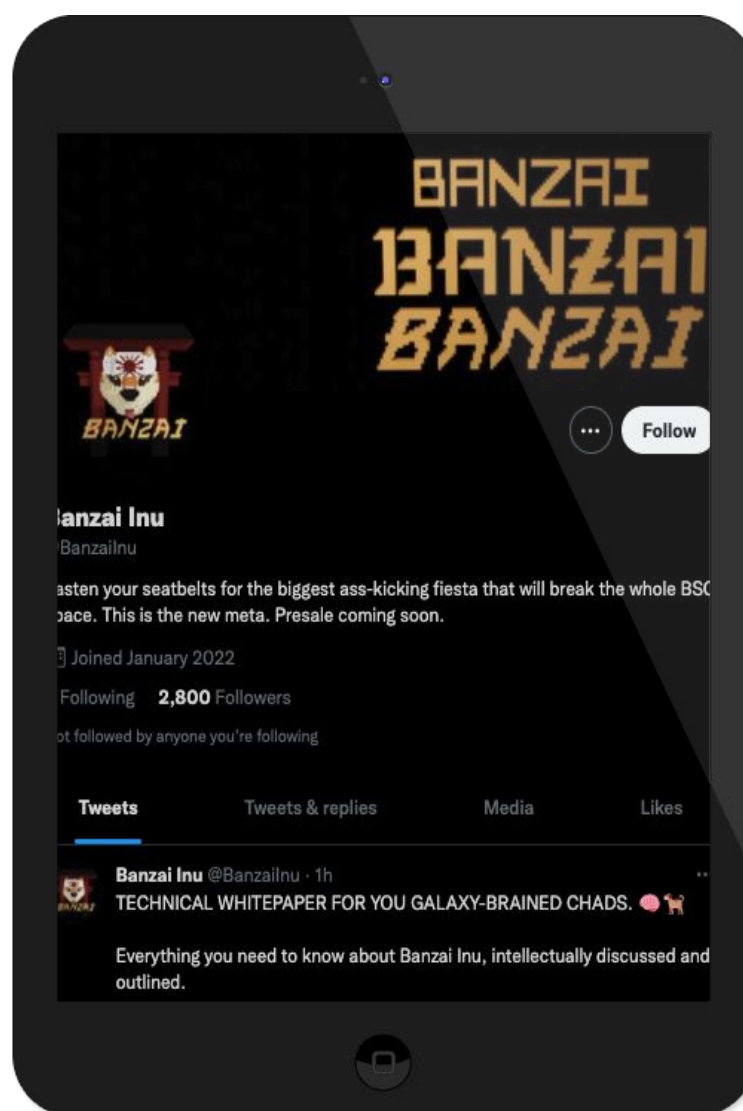 BANZAI
BANZAI
BANZAI
BANZAI
Follow
anzai Inu
BanzaiInu
asten your seatbelts for the biggest ass-kicking fiesta that will break the whole BSC
pace. This is the new meta. Presale coming soon.
Joined January 2022
Following 2,800 Followers
ot followed by anyone you're following
Tweets Tweets & replies Media Likes
BANZAI
Banzai Inu @BanzaiInu · 1h
TECHNICAL WHITEPAPER FOR YOU GALAXY-BRAINED CHADS. 🧠🐕
Everything you need to know about Banzai Inu, intellectually discussed and
outlined.